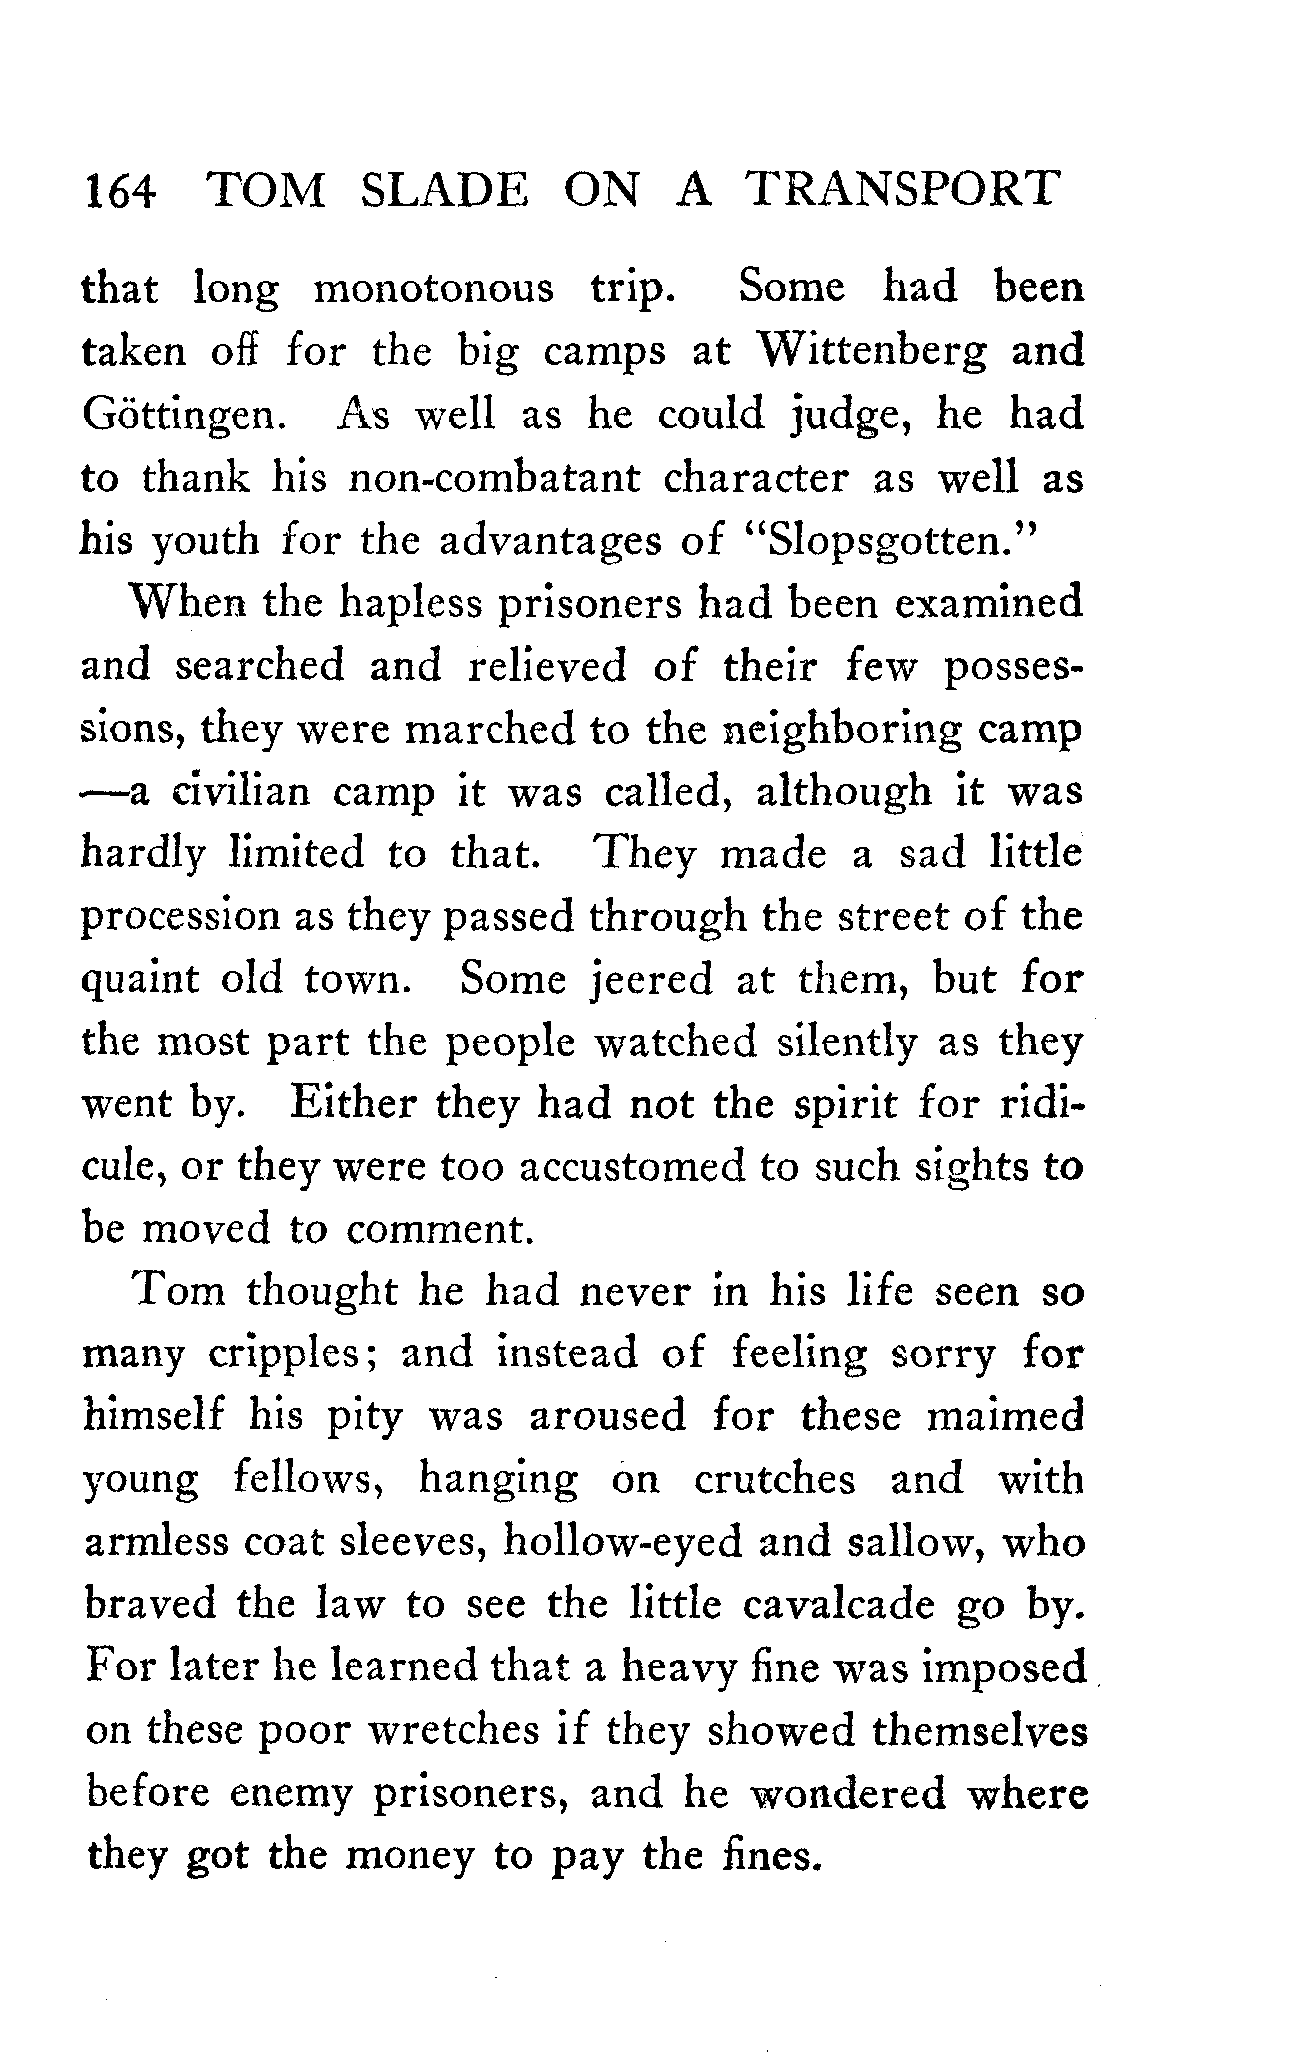 164 TOM SLADE ON A TRANSPORT
that long monotonous trip. Some had been
taken off for the big camps at Wittenberg and
Göttingen. As well as he could judge, he had
to thank his non-combatant character as well as
his youth for the advantages of “Slopsgotten.”
When the hapless prisoners had been examined
and searched and relieved of their few posses-
sions, they were marched to the neighboring camp
—a civilian camp it was called, although it was
hardly limited to that. They made a sad little
procession as they passed through the street of the
quaint old town. Some jeered at them, but for
the most part the people watched silently as they
went by. Either they had not the spirit for ridi-
cule, or they were too accustomed to such sights to
be moved to comment.
Tom thought he had never in his life seen so
many cripples; and instead of feeling sorry for
himself his pity was aroused for these maimed
young fellows, hanging on crutches and with
armless coat sleeves, hollow-eyed and sallow, who
braved the law to see the little cavalcade go by.
For later he learned that a heavy fine was imposed
on these poor wretches if they showed themselves
before enemy prisoners, and he wondered where
they got the money to pay the fines.